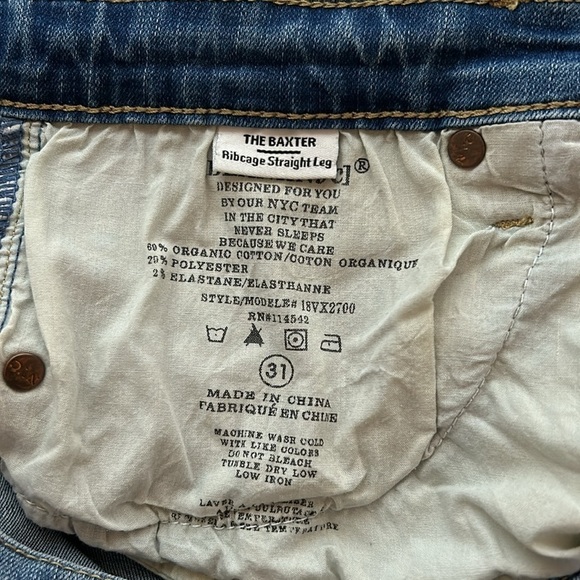 THE BAXTER
Ribcage Straight Leg
c]®
DESIGNED FOR YOU
BY OUR NYC TEAM
IN THE CITY THAT
NEVER SLEEPS
BECAUSE WE CARE
69% ORGANIC COTTON/COTON ORGANIQUE
29% POLYESTER
2% ELASTANE/ELASTHANNE
STYLE/MODELE# 18VX2700
RN#114542
31
MADE IN CHINA
FABRIQUÉ EN CHINE
MACHINE WASH COLD
WITH LIKE COLORS
DO NOT BLEACH
TUMBLE DRY LOW
LOW IRON
TEMPERATURE